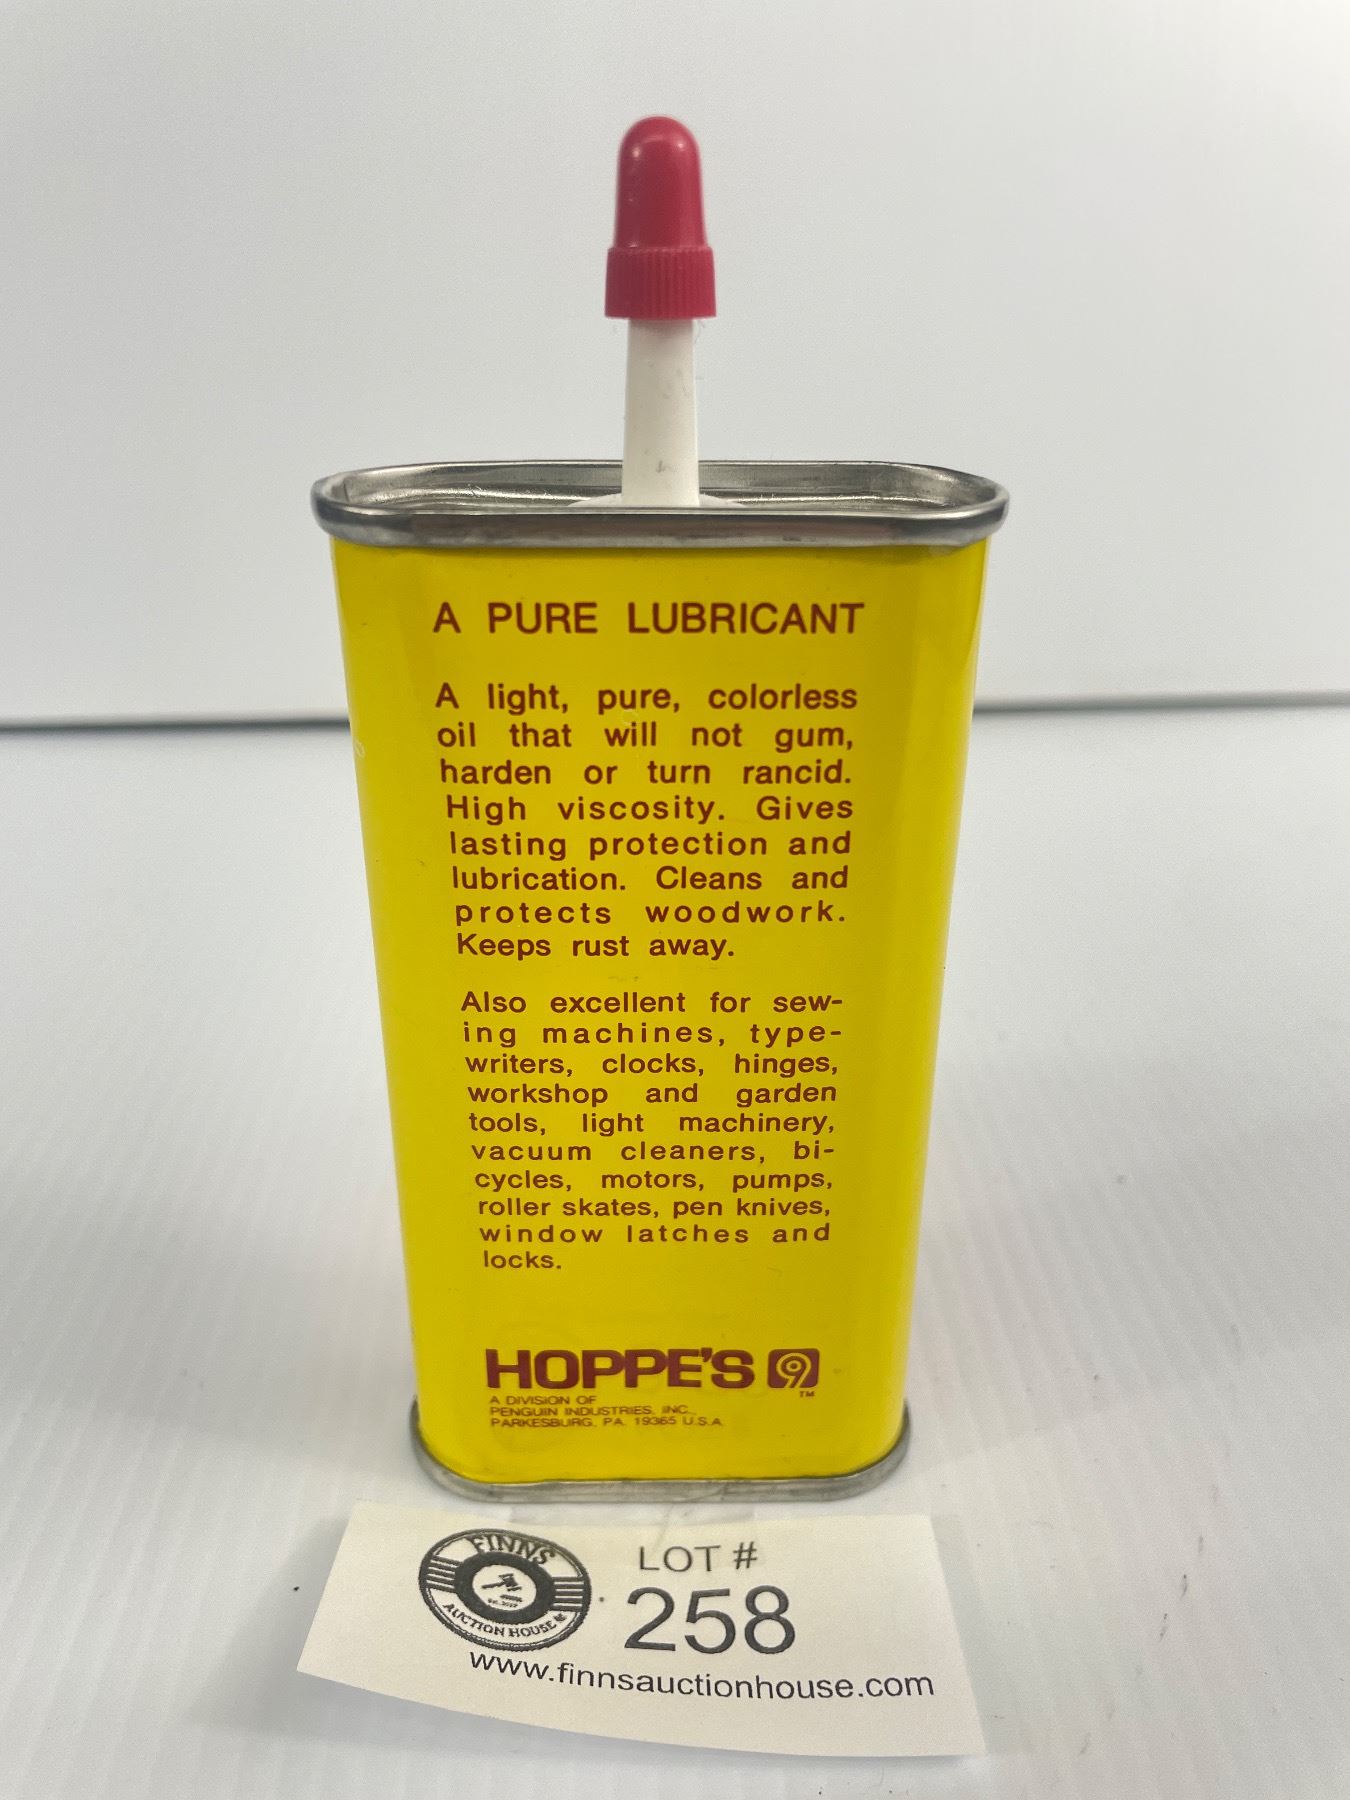 A PURE LUBRICANT
A light, pure, colorless
oil that will not gum,
harden or turn rancid.
High viscosity. Gives
lasting protection and
lubrication. Cleans and
protects woodwork.
Keeps rust away.
Also excellent for sew-
ing machines, type-
writers, clocks, hinges,
workshop and garden
tools, light machinery,
vacuum cleaners, bi-
cycles, motors, pumps,
roller skates, pen knives,
window latches and
locks.
HOPPE'S 9
TM
A DIVISION OF
PENGUIN INDUSTRIES, INC.,
PARKESBURG, PA. 19365 U.S.A.
FINNS
AUCTION HOUSE
LOT #
258
www.finnsauctionhouse.com